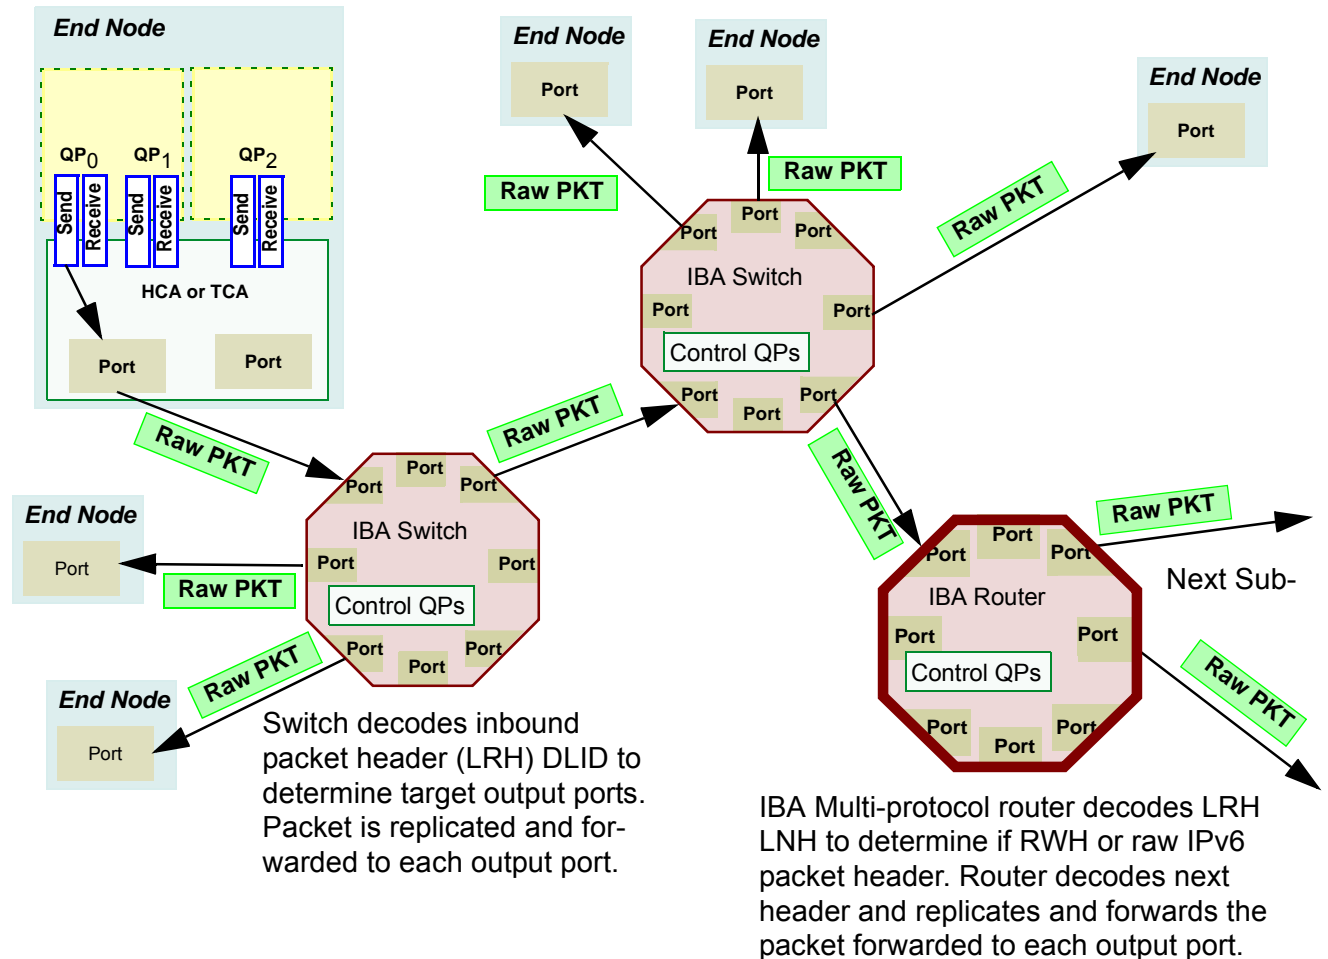 End Node
QP0
QP1
QP2
Send
Receive
Send
Receive
Send
Receive
HCA or TCA
Port
Port
Raw PKT
End Node
Port
End Node
Port
End Node
Port
Raw PKT
Raw PKT
Raw PKT
Port
Port
Port
IBA Switch
Port
Port
Control QPs
Port
Port
Port
Raw PKT
Raw PKT
Port
Port
Port
IBA Switch
Port
Port
Control QPs
Port
Port
Port
End Node
Port
Raw PKT
Raw PKT
End Node
Port
Port
Port
Port
IBA Router
Port
Port
Control QPs
Port
Port
Port
Raw PKT
Next Sub-
Raw PKT
Switch decodes inbound
packet header (LRH) DLID to
determine target output ports.
Packet is replicated and for-
warded to each output port.
IBA Multi-protocol router decodes LRH
LNH to determine if RWH or raw IPv6
packet header. Router decodes next
header and replicates and forwards the
packet forwarded to each output port.